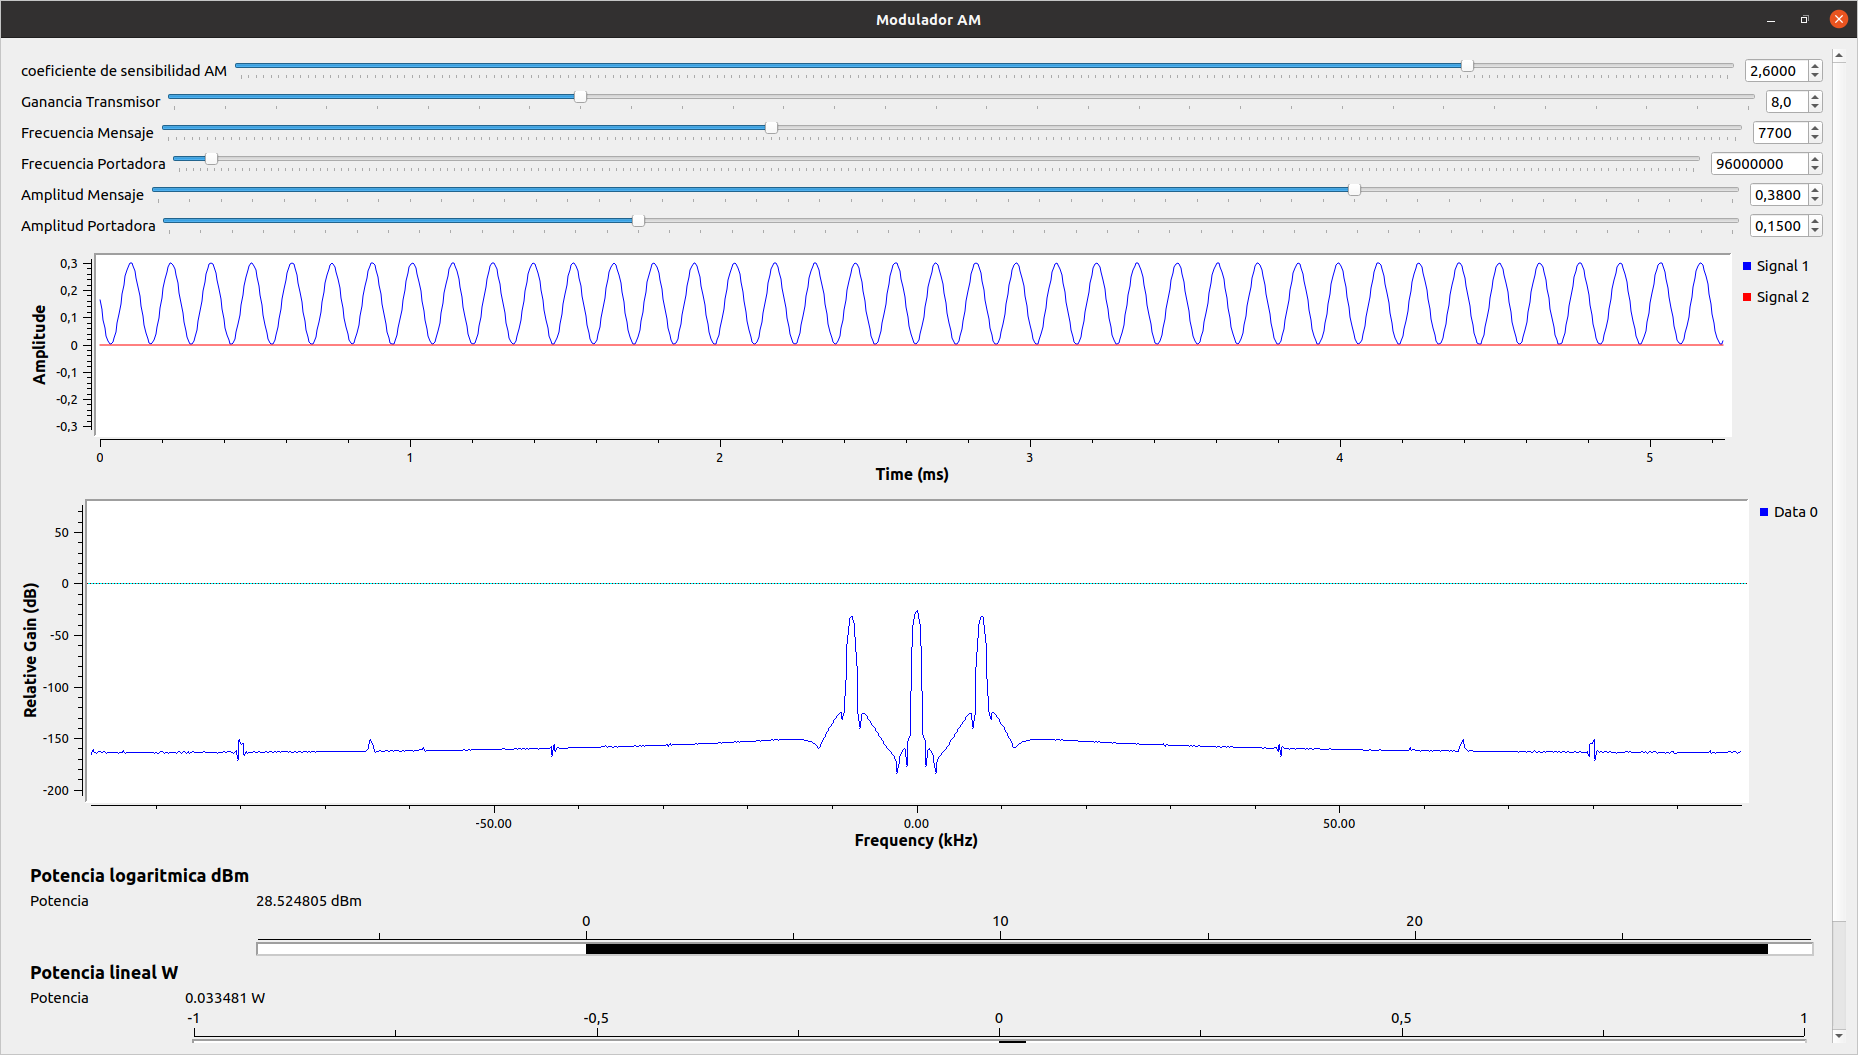 Modulador AM
coeficiente de sensibilidad AM 2,6000
Ganancia Transmisor 8,0
Frecuencia Mensaje 7700
Frecuencia Portadora 96000000
Amplitud Mensaje 0,3800
Amplitud Portadora 0,1500
Amplitude
0,3
0,2
0,1
0
-0,1
-0,2
-0,3
Signal 1
Signal 2
0 1 2 3 4 5
Time (ms)
Relative Gain (dB)
50
0
-50
-100
-150
-200
Data 0
-50.00 0.00 50.00
Frequency (kHz)
Potencia logaritmica dBm
Potencia 28.524805 dBm
0 10 20
Potencia lineal W
Potencia 0.033481 W
-1 -0,5 0 0,5 1